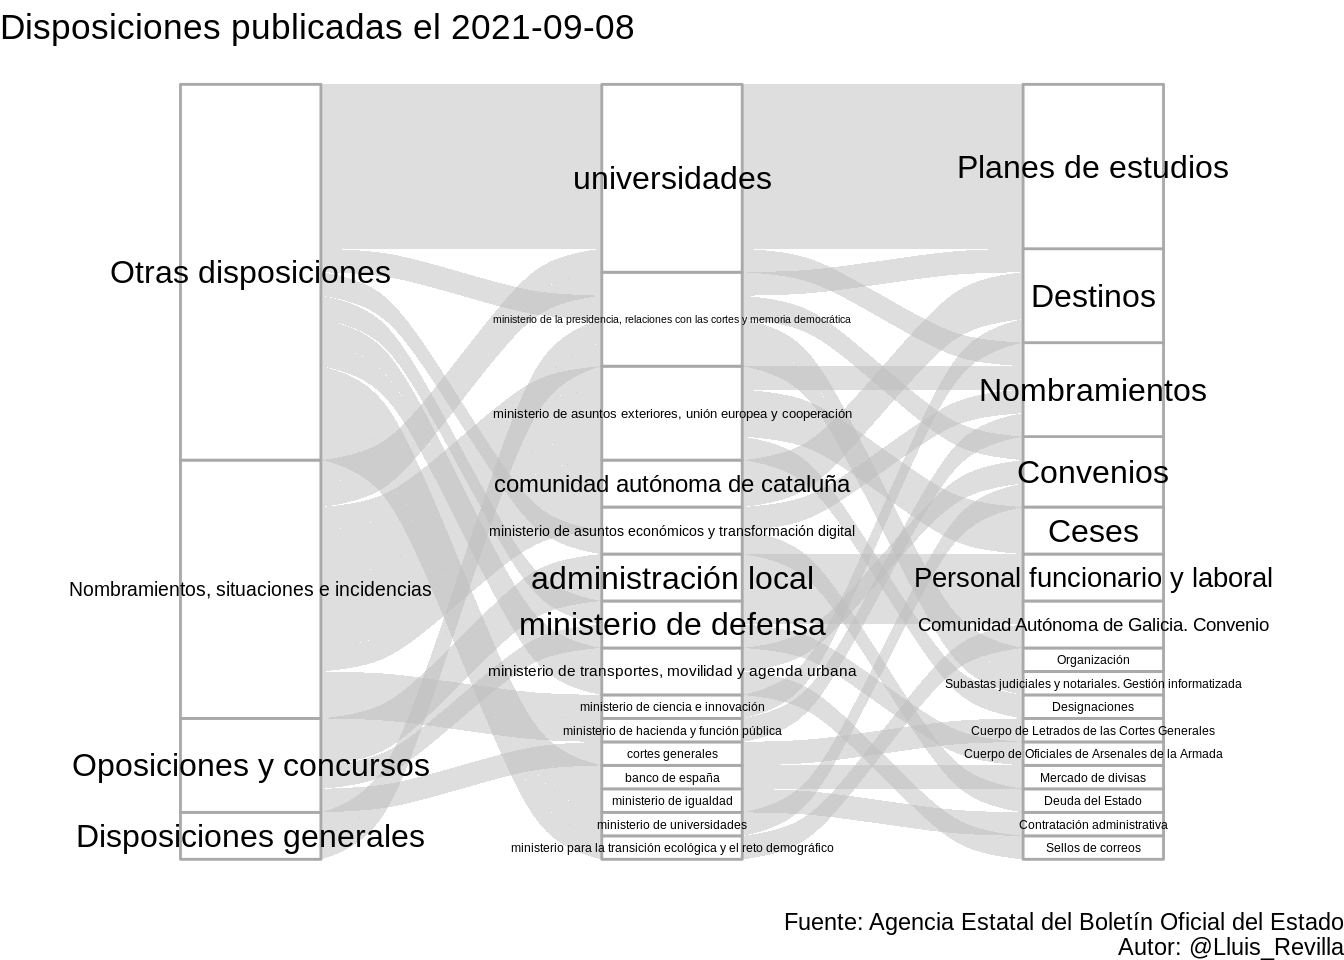 Disposiciones publicadas el 2021-09-08
Otras disposiciones
Nombramientos, situaciones e incidencias
Oposiciones y concursos
Disposiciones generales
universidades
ministerio de la presidencia, relaciones con las cortes y memoria democrática
ministerio de asuntos exteriores, unión europea y cooperación
comunidad autónoma de cataluña
ministerio de asuntos económicos y transformación digital
administración local
ministerio de defensa
ministerio de transportes, movilidad y agenda urbana
ministerio de ciencia e innovación
ministerio de hacienda y función pública
cortes generales
banco de españa
ministerio de igualdad
ministerio de universidades
ministerio para la transición ecológica y el reto demográfico
Planes de estudios
Destinos
Nombramientos
Convenios
Ceses
Personal funcionario y laboral
Comunidad Autónoma de Galicia. Convenio
Organización
Subastas judiciales y notariales. Gestión informatizada
Designaciones
Cuerpo de Letrados de las Cortes Generales
Cuerpo de Oficiales de Arsenales de la Armada
Mercado de divisas
Deuda del Estado
Contratación administrativa
Sellos de correos
Fuente: Agencia Estatal del Boletín Oficial del Estado
Autor: @Lluis_Revilla